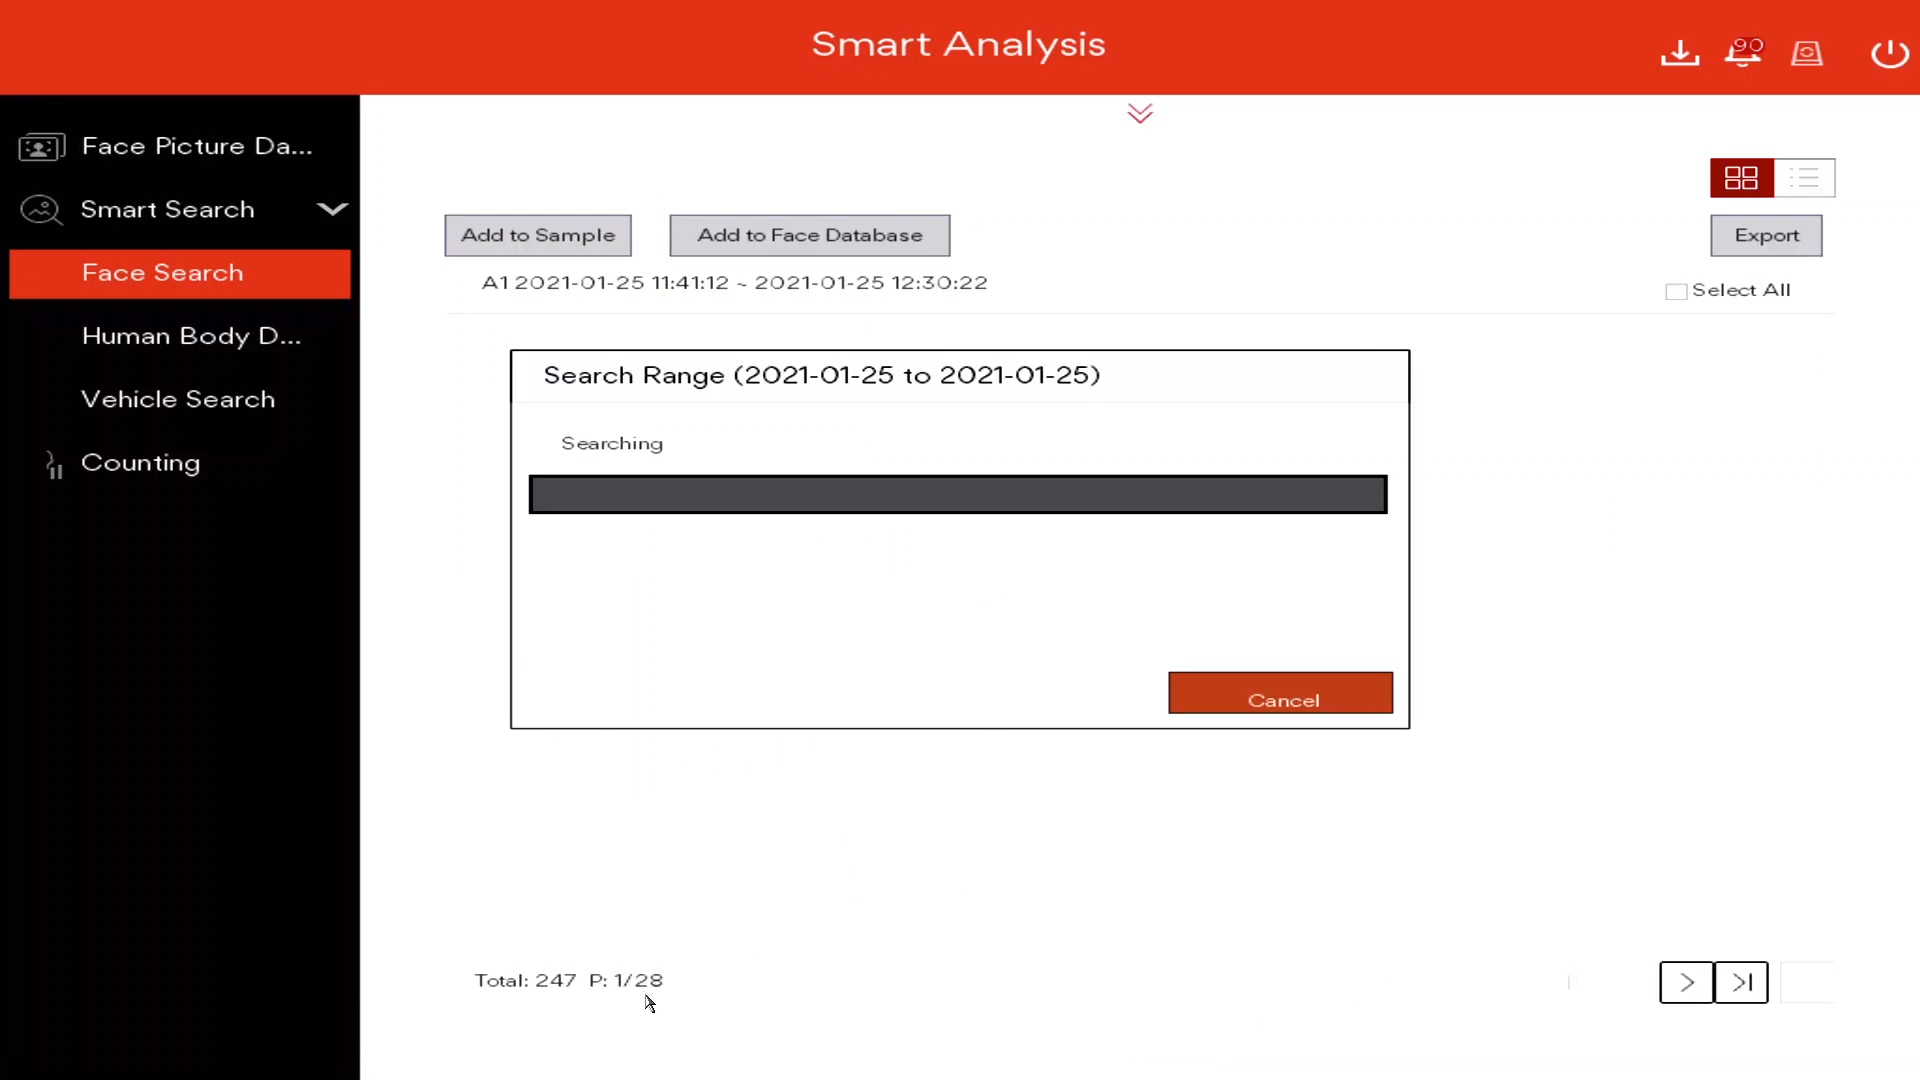 Smart Analysis
90
Face Picture Da...
Smart Search
Face Search
Human Body D...
Vehicle Search
Counting
Add to Sample
Add to Face Database
Export
A1 2021-01-25 11:41:12 ~ 2021-01-25 12:30:22
Select All
Search Range (2021-01-25 to 2021-01-25)
Searching
Cancel
Total: 247 P: 1/28